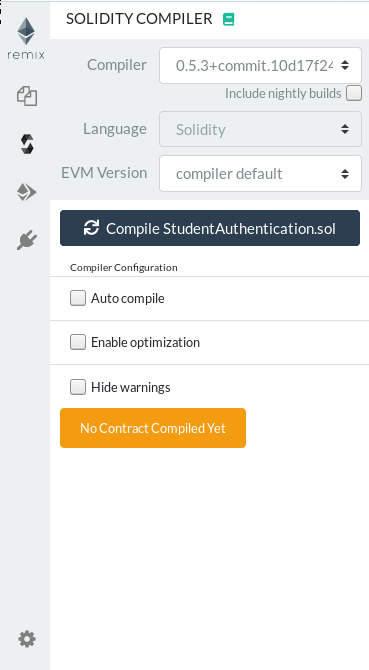 SOLIDITY COMPILER
remix
Compiler
0.5.3+commit.10d17f24
Include nightly builds
Language
Solidity
EVM Version
compiler default
Compile StudentAuthentication.sol
Compiler Configuration
Auto compile
Enable optimization
Hide warnings
No Contract Compiled Yet